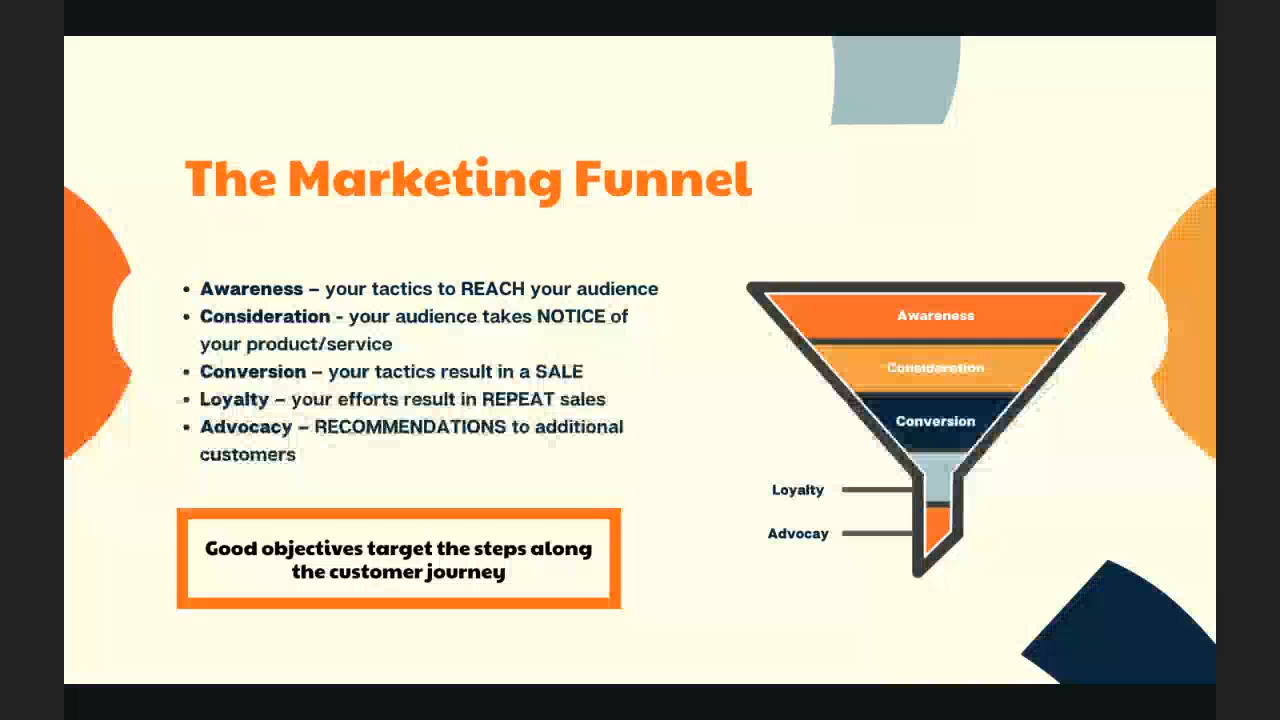 The Marketing Funnel
• Awareness – your tactics to REACH your audience
• Consideration - your audience takes NOTICE of
your product/service
• Conversion – your tactics result in a SALE
• Loyalty – your efforts result in REPEAT sales
• Advocacy – RECOMMENDATIONS to additional
customers
Good objectives target the steps along
the customer journey
Awareness
Consideration
Conversion
Loyalty
Advocay